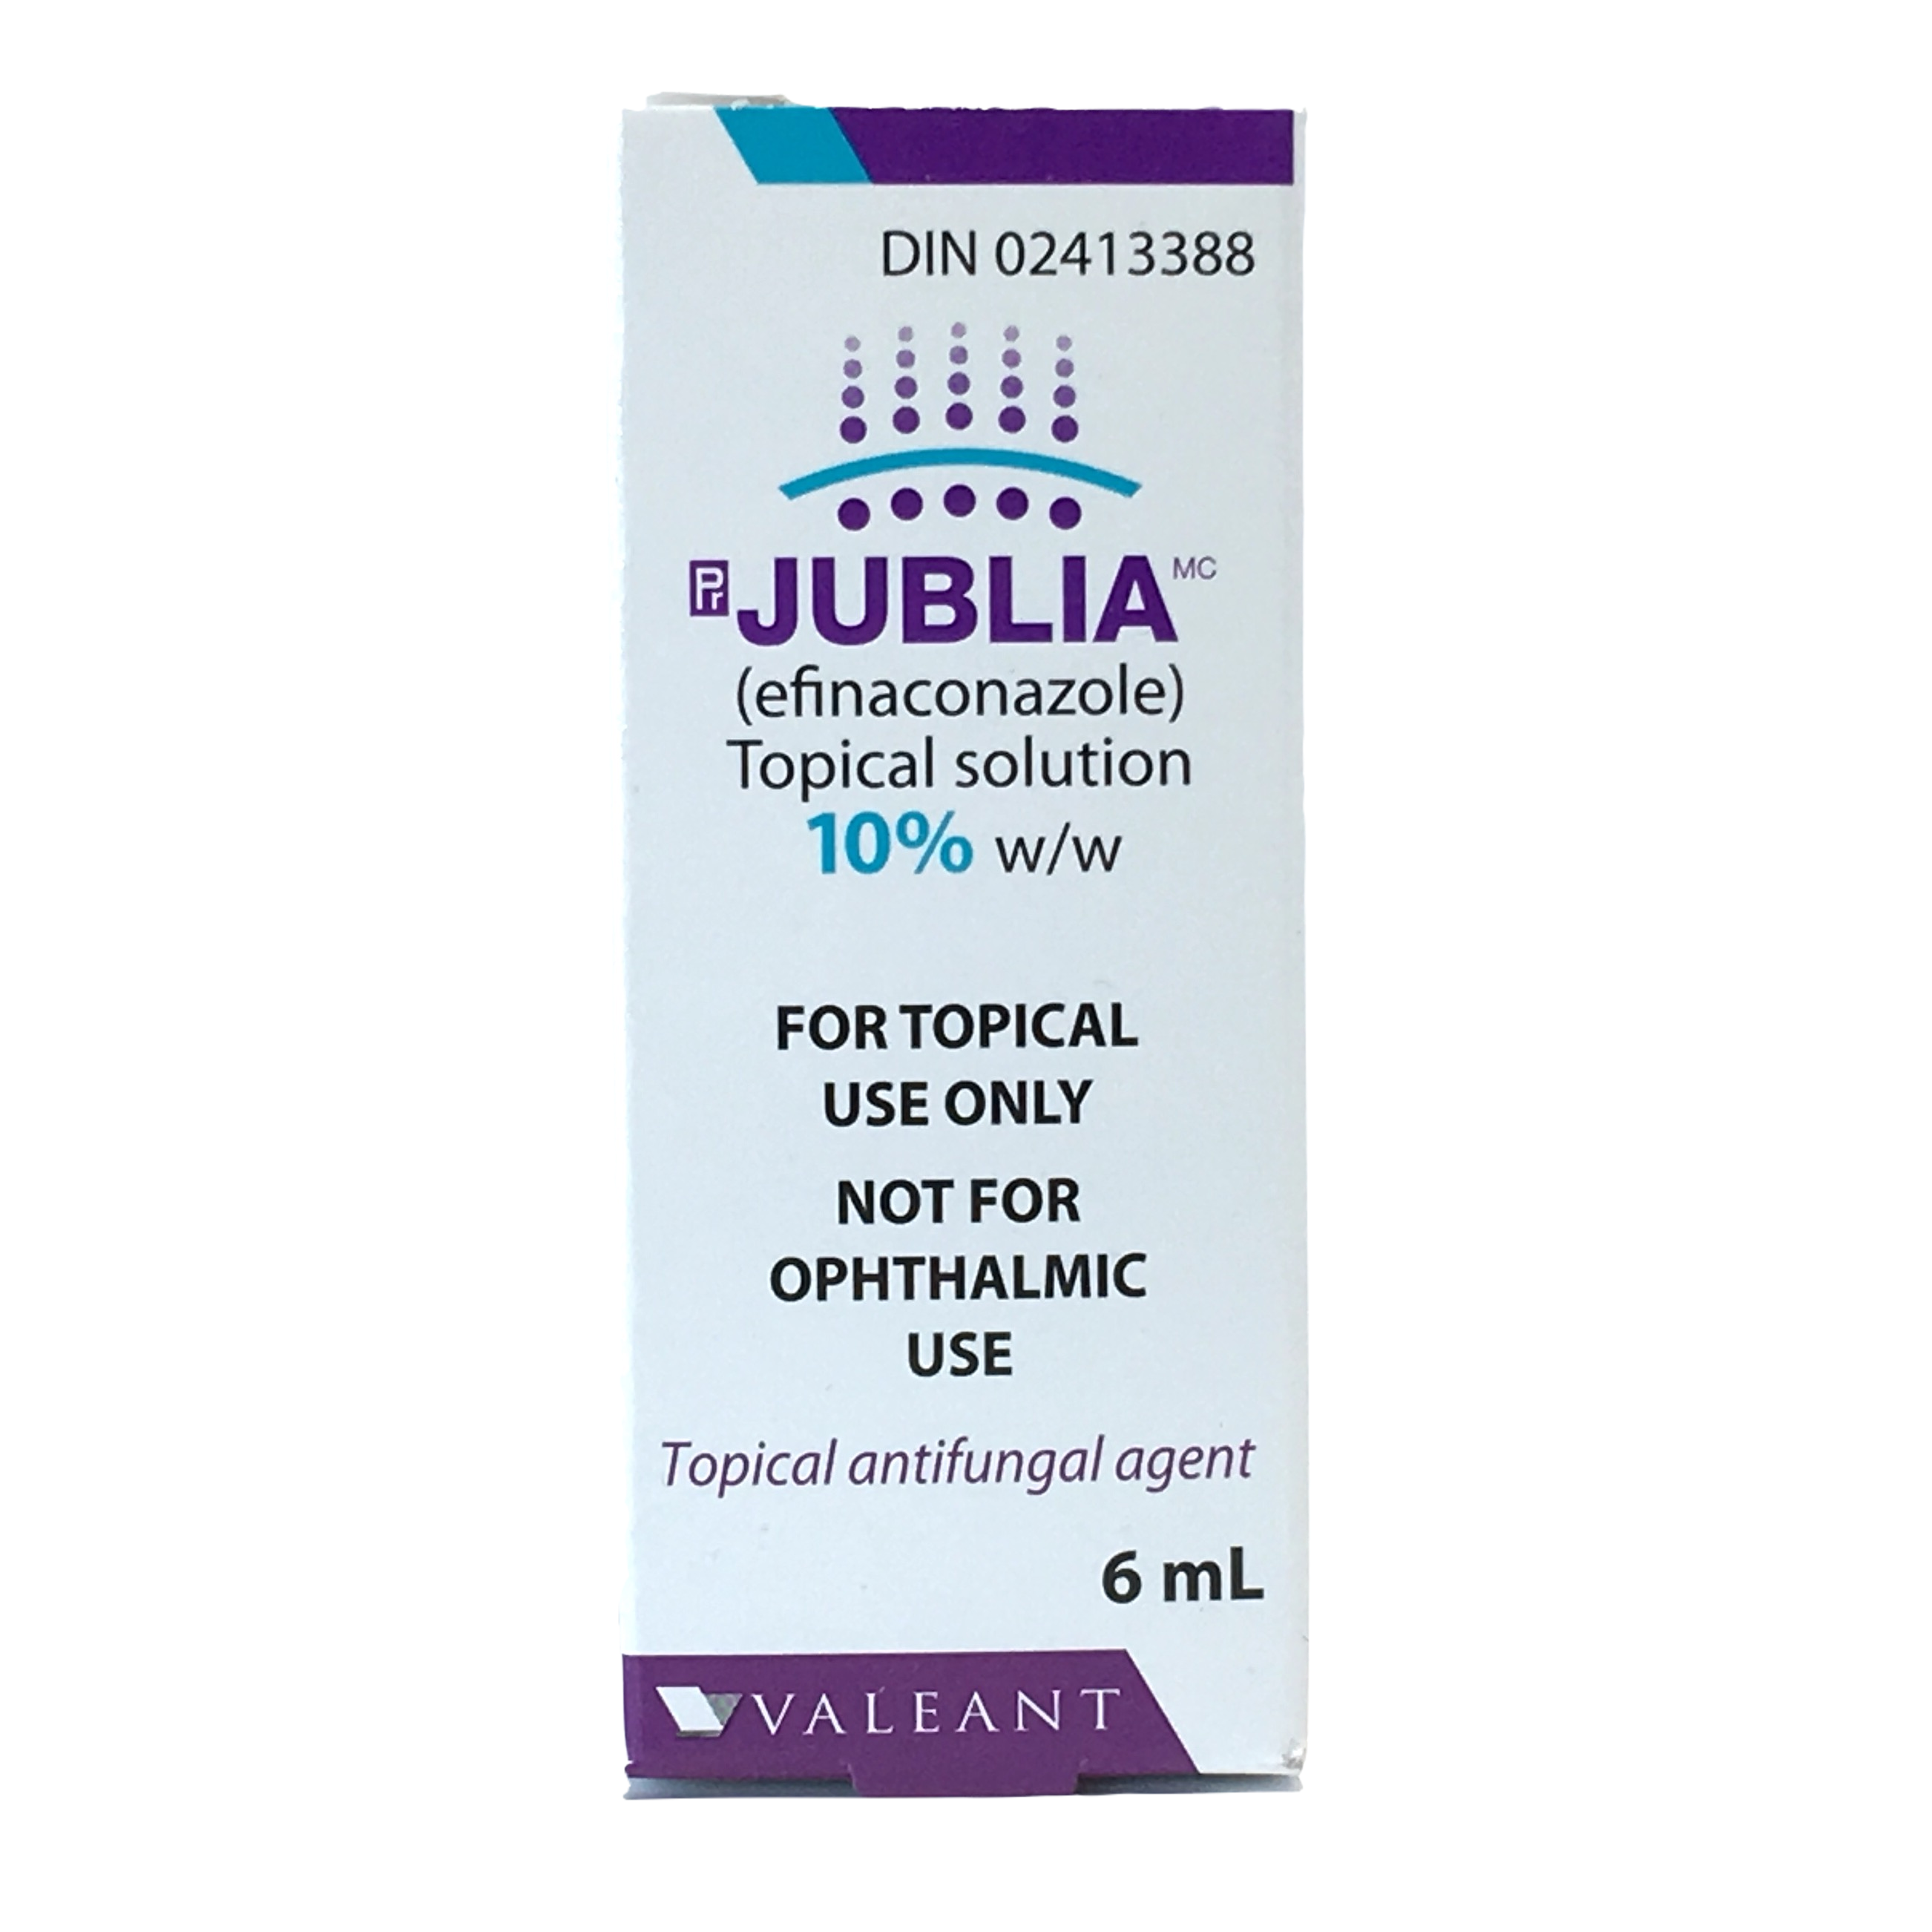 DIN 02413388
Pr JUBLIA MC
(efinaconazole)
Topical solution
10% w/w
FOR TOPICAL
USE ONLY
NOT FOR
OPHTHALMIC
USE
Topical antifungal agent
6 mL
VALEANT